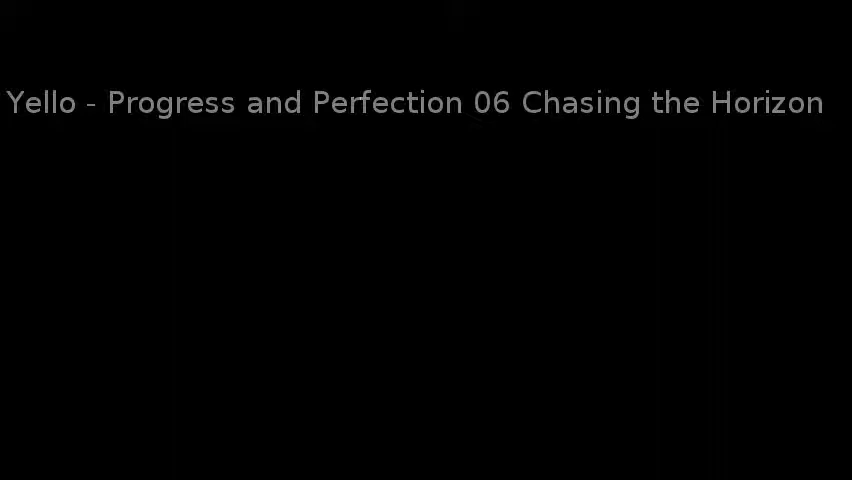 Yello - Progress and Perfection 06 Chasing the Horizon